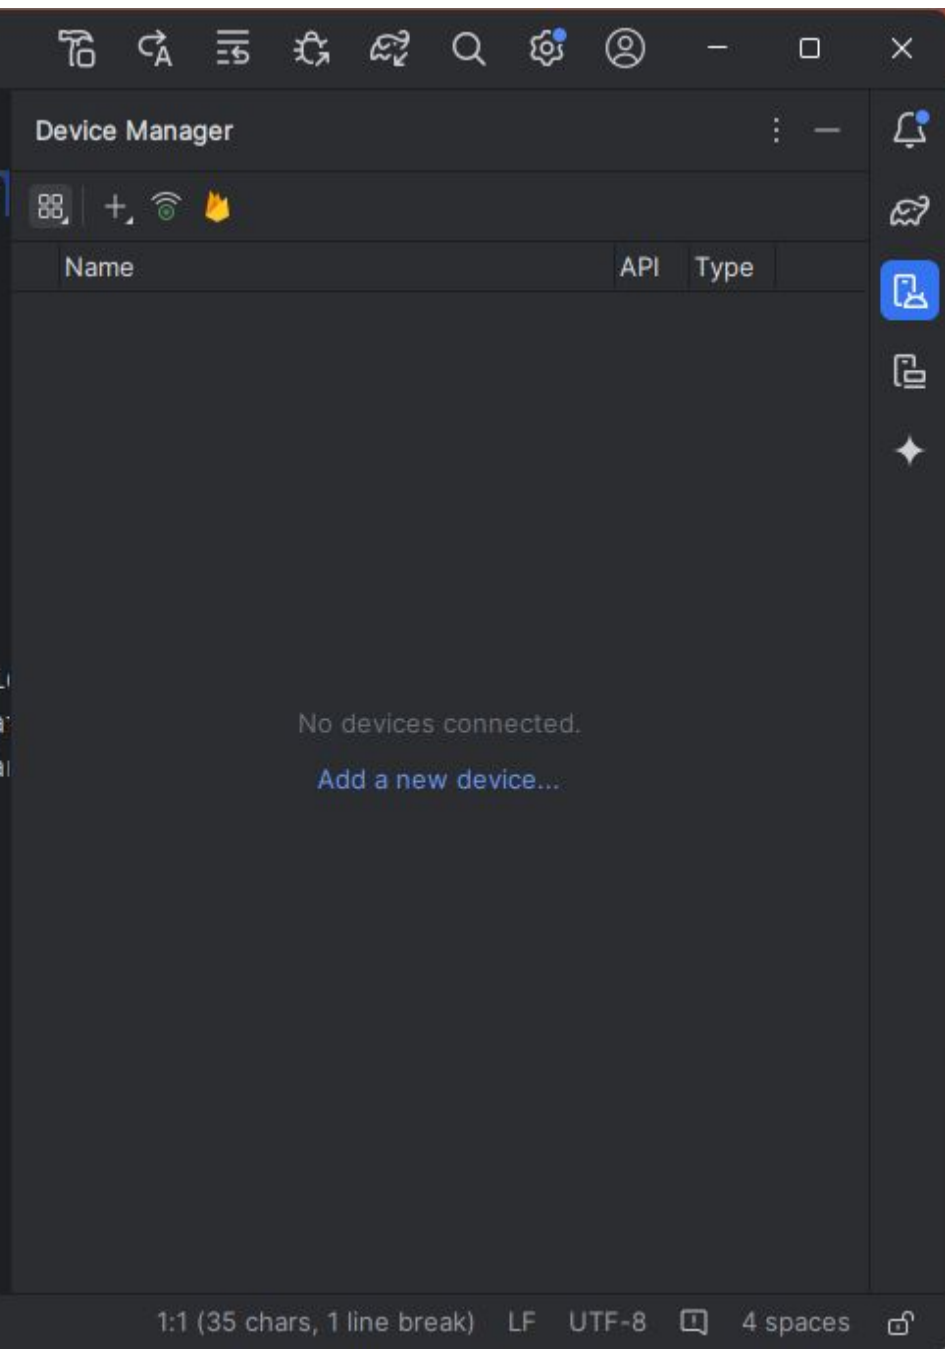 Device Manager
Name API Type
No devices connected.
Add a new device...
1:1 (35 chars, 1 line break) LF UTF-8 4 spaces